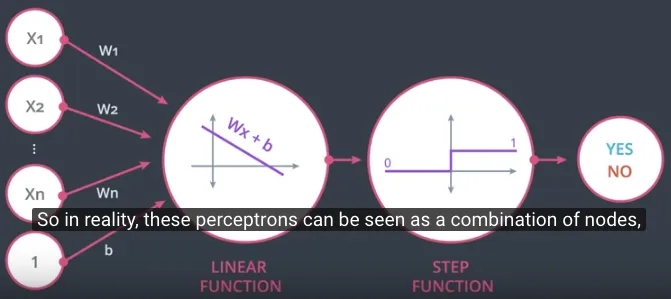 X1
W1
X2
W2
⋮
Xn
Wn
1
b
Wx + b
0
1
YES
NO
So in reality, these perceptrons can be seen as a combination of nodes,
LINEAR
FUNCTION
STEP
FUNCTION